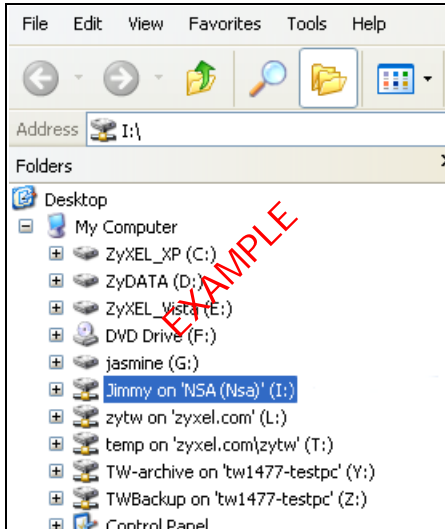 File Edit View Favorites Tools Help
Address I:\
Folders
Desktop
My Computer
ZyXEL_XP (C:)
ZyDATA (D:)
ZyXEL_Vista (E:)
DVD Drive (F:)
jasmine (G:)
Jimmy on 'NSA (Nsa)' (I:)
zytw on 'zyxel.com' (L:)
temp on 'zyxel.com\zytw' (T:)
TW-archive on 'tw1477-testpc' (Y:)
TWBackup on 'tw1477-testpc' (Z:)
Control Panel
EXAMPLE